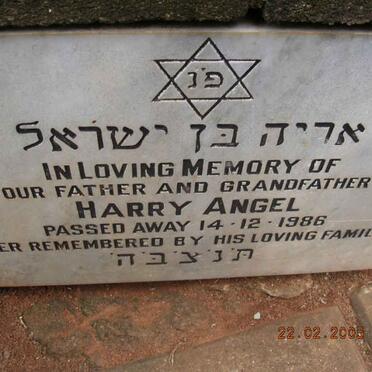 פ״נ
אריה בן ישראל
IN LOVING MEMORY OF
OUR FATHER AND GRANDFATHER
HARRY ANGEL
PASSED AWAY 14-12-1986
ER REMEMBERED BY HIS LOVING FAMIL
ת׳נ׳צ׳ב׳ה׳
22.02.2005